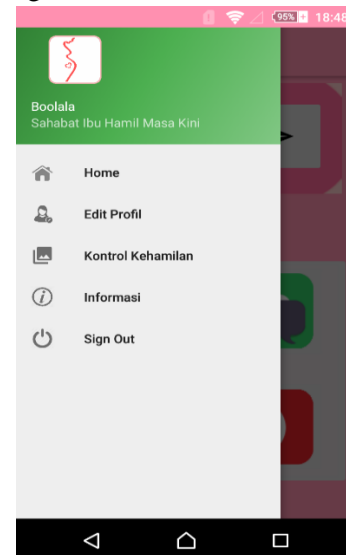 95% 18:48
Boolala
Sahabat Ibu Hamil Masa Kini
Home
Edit Profil
Kontrol Kehamilan
Informasi
Sign Out